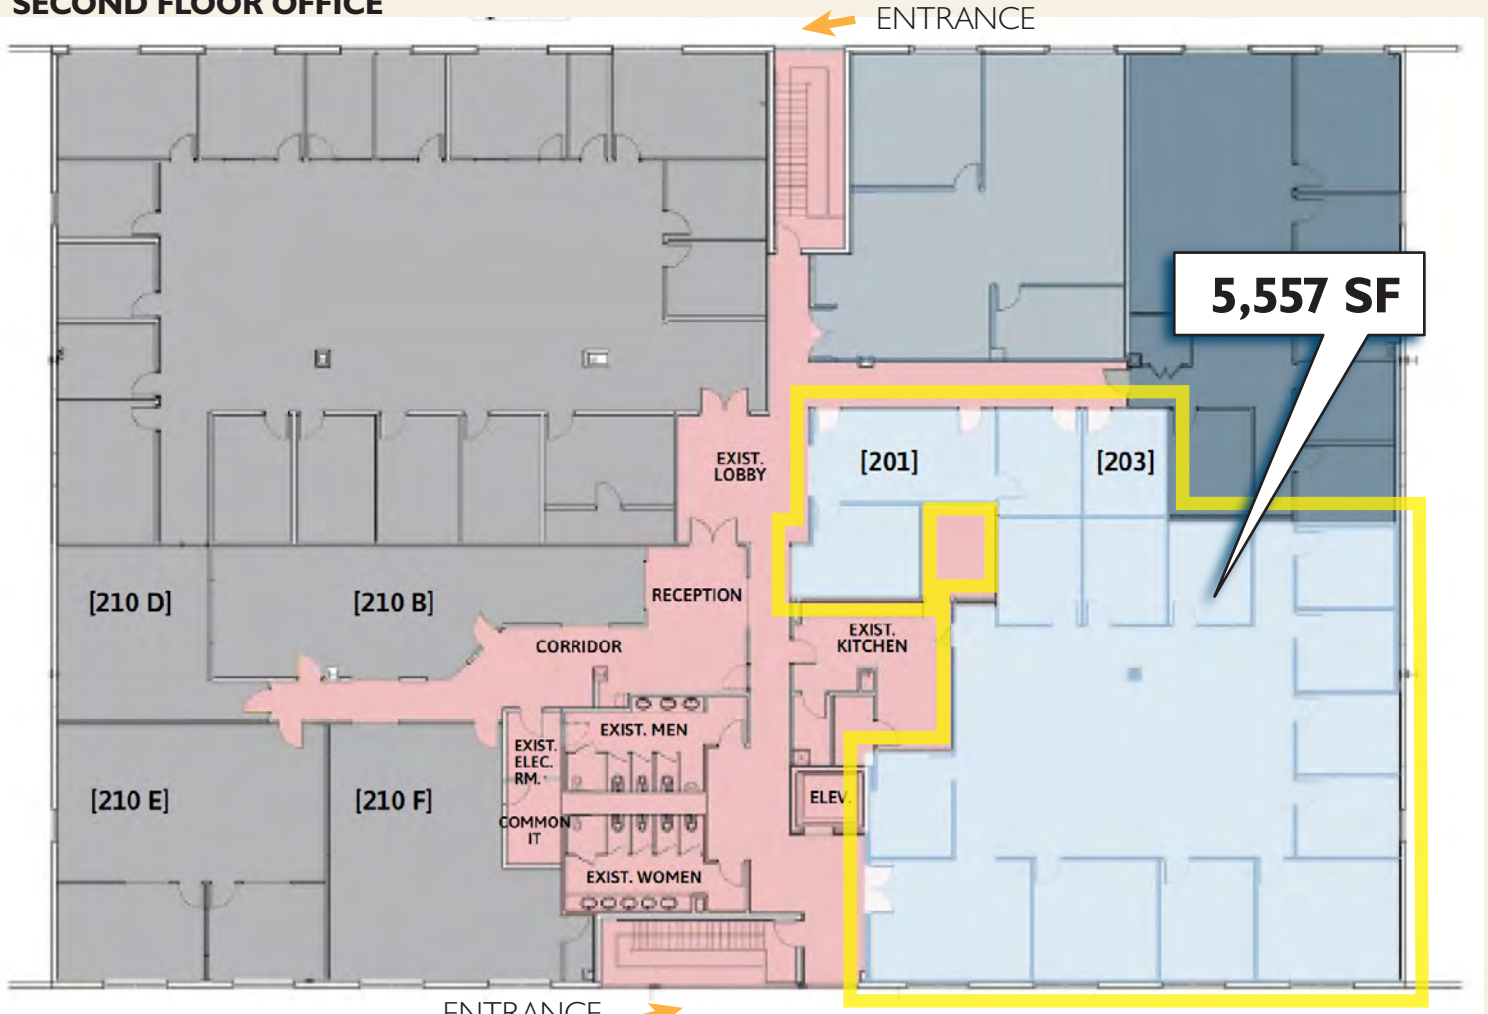 SECOND FLOOR OFFICE
ENTRANCE
5,557 SF
EXIST.
LOBBY
[201]
[203]
[210 D]
[210 B]
RECEPTION
CORRIDOR
EXIST.
KITCHEN
EXIST. MEN
EXIST.
ELEC.
RM.
[210 E]
[210 F]
ELEV.
COMMON
IT
EXIST. WOMEN
ENTRANCE